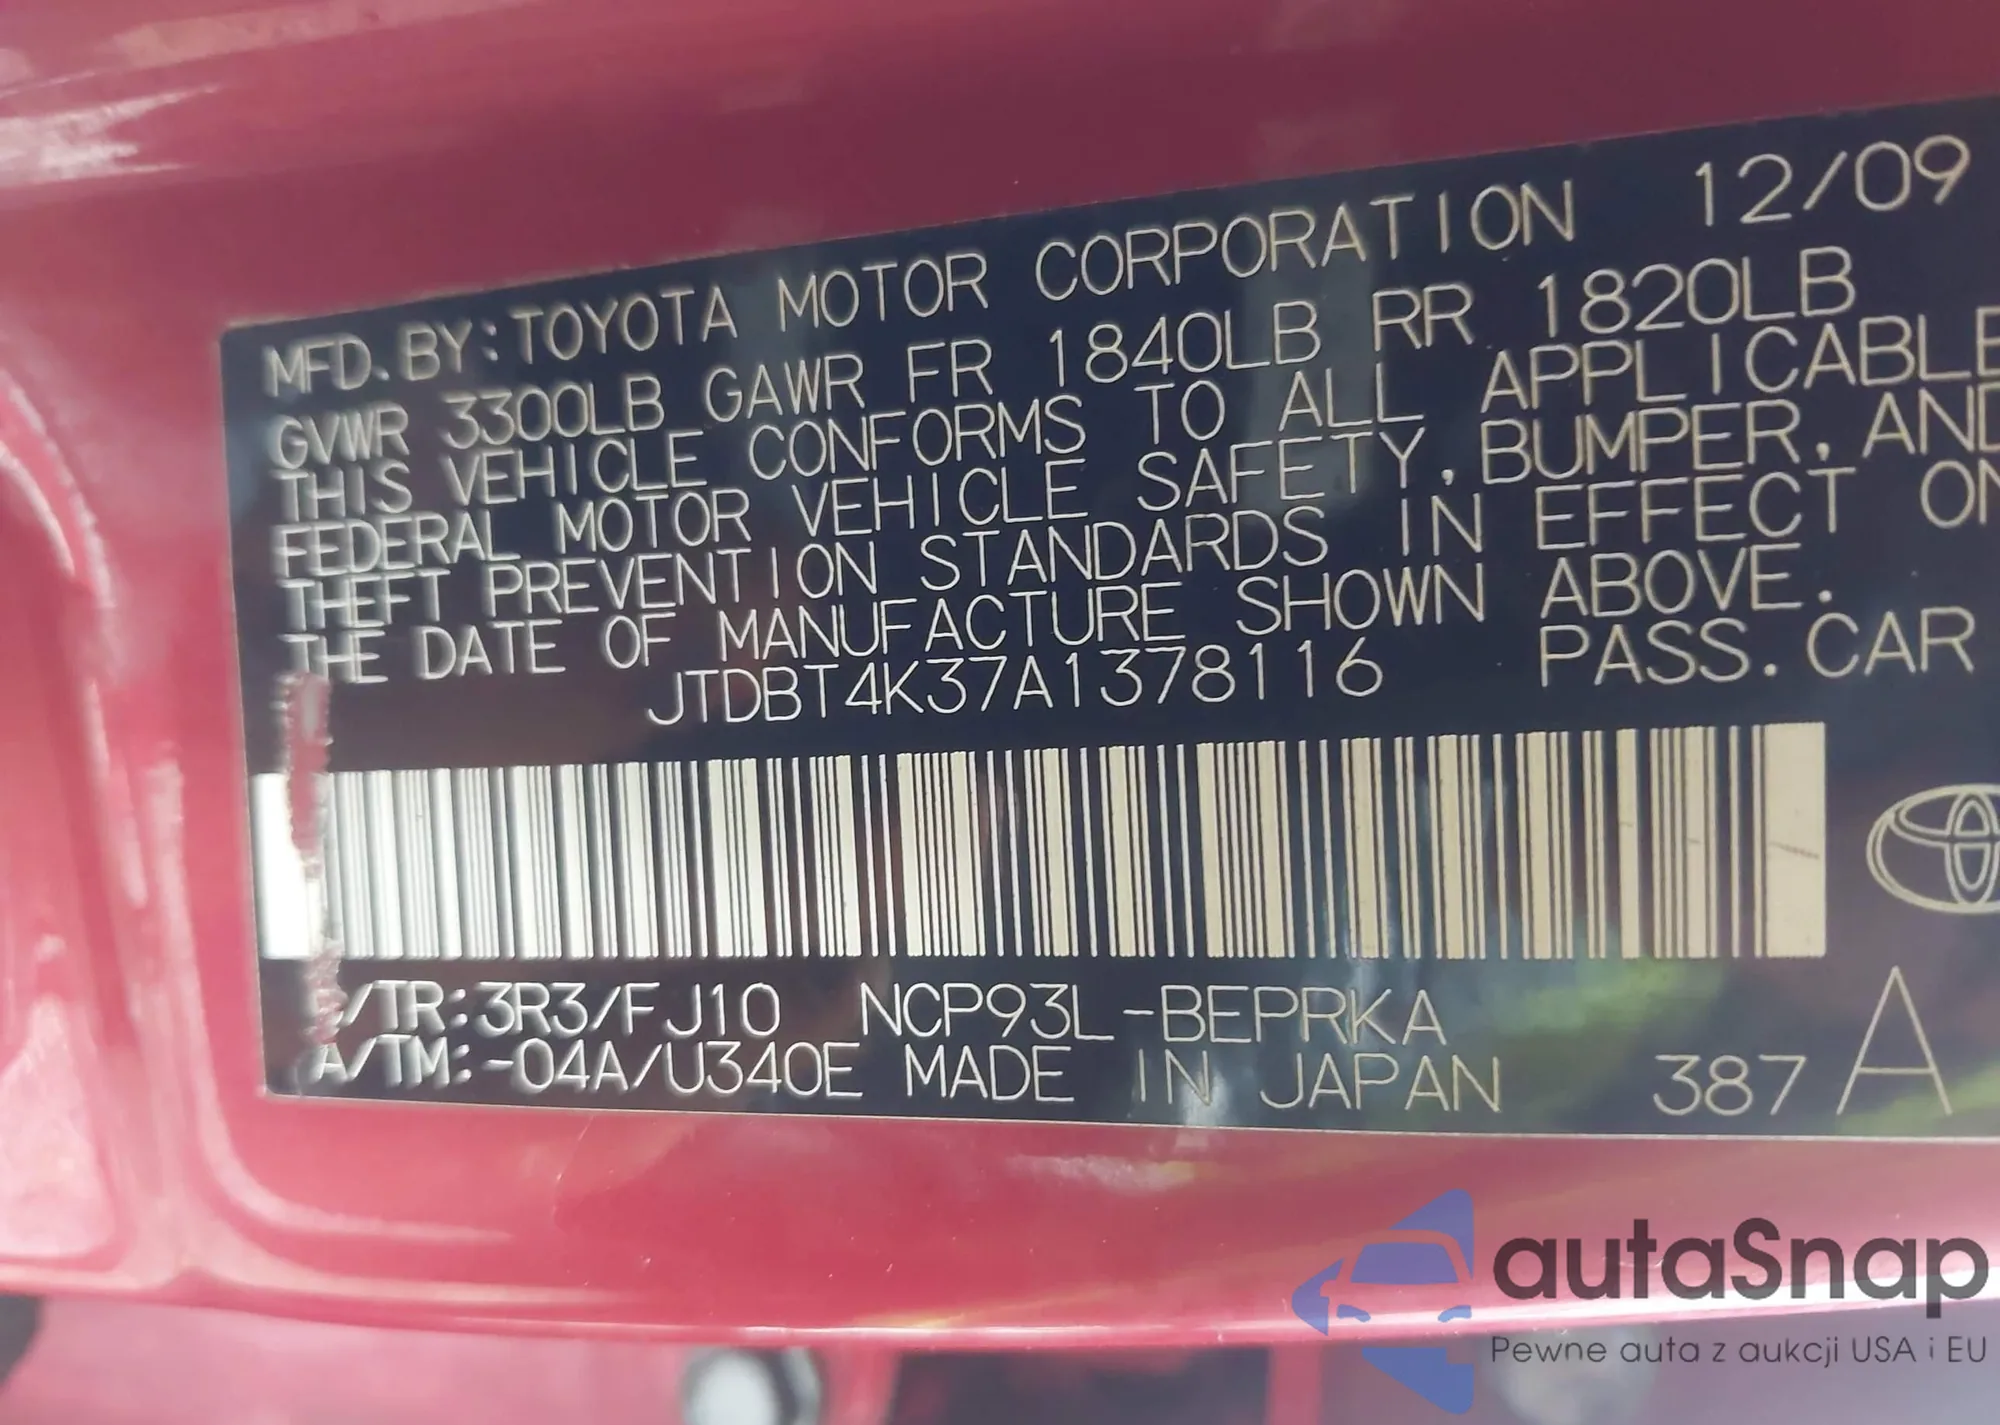 MFD. BY: TOYOTA MOTOR CORPORATION 12/09
GVWR 3300LB GAWR FR 1840LB RR 1820LB
THIS VEHICLE CONFORMS TO ALL APPLICABLE
FEDERAL MOTOR VEHICLE SAFETY, BUMPER, AND
THEFT PREVENTION STANDARDS IN EFFECT ON
THE DATE OF MANUFACTURE SHOWN ABOVE.
JTDBT4K37A1378116 PASS. CAR
/TR: 3R3/FJ10 NCP93L-BEPRKA
A/TM: -04A/U340E MADE IN JAPAN 387 A
autaSnap
Pewne auta z aukcji USA i EU